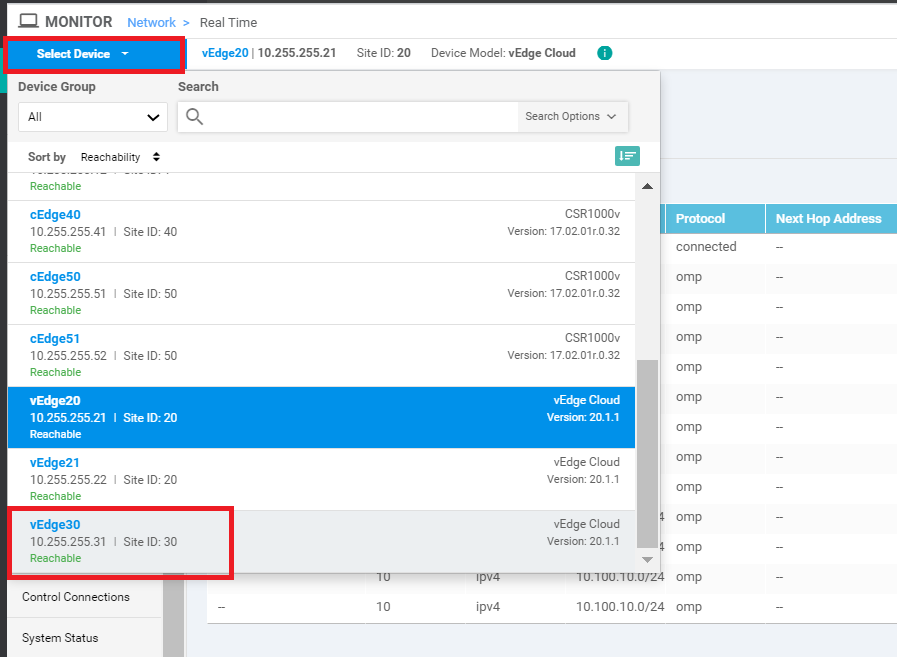 MONITOR Network > Real Time
Select Device
vEdge20 | 10.255.255.21 Site ID: 20 Device Model: vEdge Cloud i
Device Group Search
All Search Options
Sort by Reachability
Reachable
cEdge40 CSR1000v
10.255.255.41 | Site ID: 40 Version: 17.02.01r.0.32
Reachable
cEdge50 CSR1000v
10.255.255.51 | Site ID: 50 Version: 17.02.01r.0.32
Reachable
cEdge51 CSR1000v
10.255.255.52 | Site ID: 50 Version: 17.02.01r.0.32
Reachable
vEdge20 vEdge Cloud
10.255.255.21 | Site ID: 20 Version: 20.1.1
Reachable
vEdge21 vEdge Cloud
10.255.255.22 | Site ID: 20 Version: 20.1.1
Reachable
vEdge30 vEdge Cloud
10.255.255.31 | Site ID: 30 Version: 20.1.1
Reachable
Protocol Next Hop Address
connected --
omp --
omp --
omp --
omp --
omp --
omp --
omp --
omp --
4 omp --
4 omp --
10 ipv4 10.100.10.0/24 omp --
-- 10 ipv4 10.100.10.0/24 omp --
Control Connections
System Status